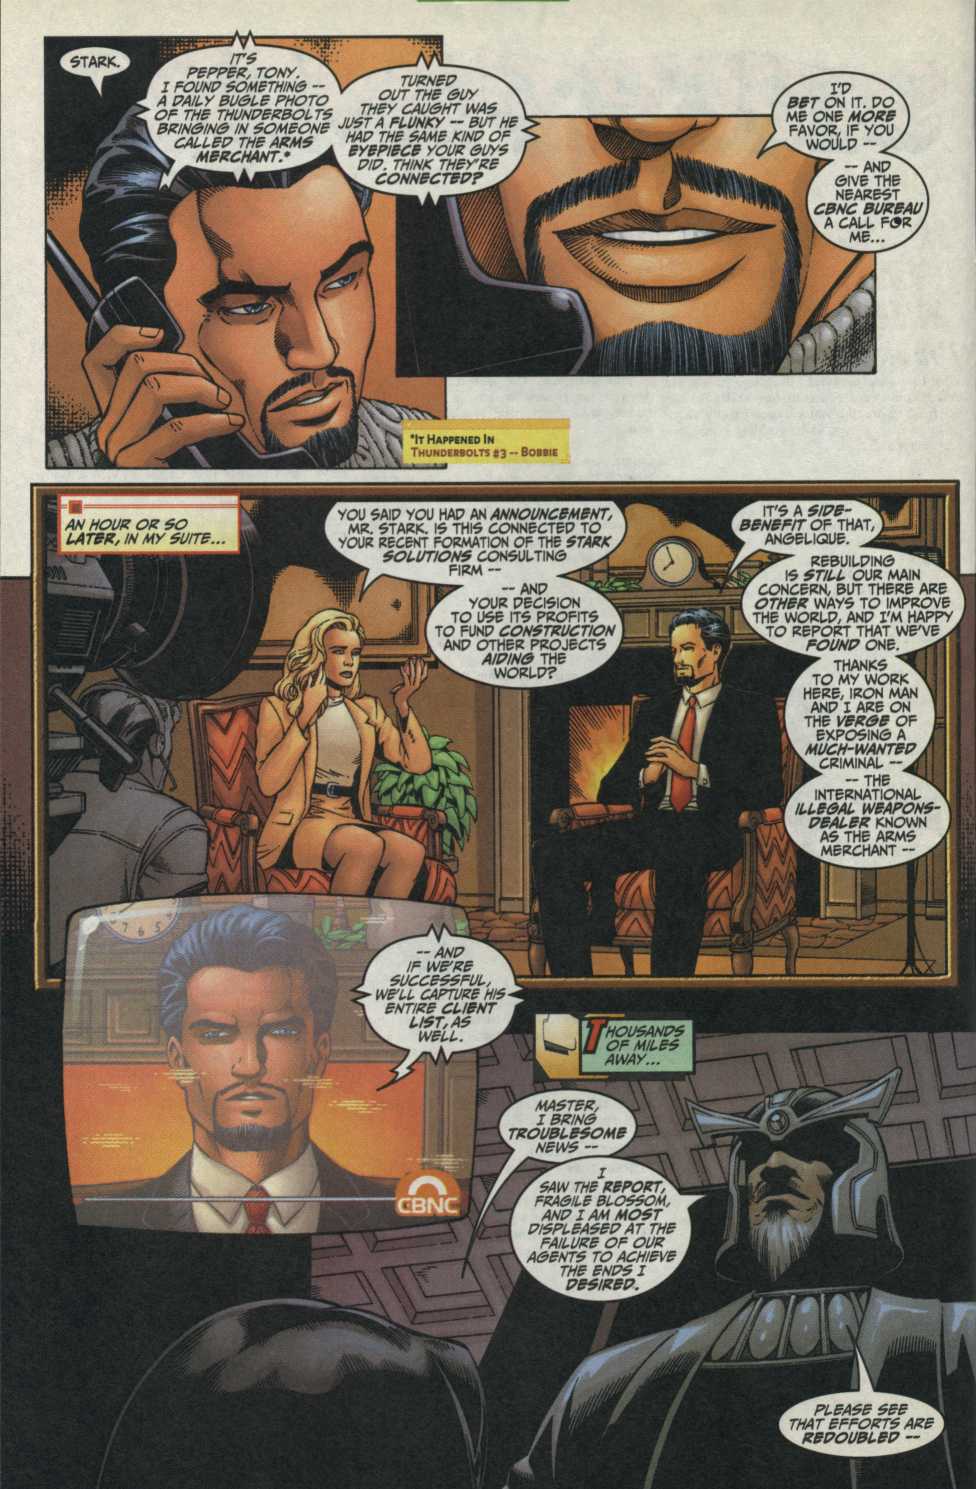 STARK.
IT'S
PEPPER, TONY.
I FOUND SOMETHING --
A DAILY BUGLE PHOTO
OF THE THUNDERBOLTS
BRINGING IN SOMEONE
CALLED THE ARMS
MERCHANT.*
TURNED
OUT THE GUY
THEY CAUGHT WAS
JUST A FLUNKY -- BUT HE
HAD THE SAME KIND OF
EYEPIECE YOUR GUYS
DID. THINK THEY'RE
CONNECTED?
I'D
BET ON IT. DO
ME ONE MORE
FAVOR, IF YOU
WOULD --
-- AND
GIVE THE
NEAREST
CBNC BUREAU
A CALL FOR
ME...
*IT HAPPENED IN
THUNDERBOLTS #3 -- BOBBIE
AN HOUR OR SO
LATER, IN MY SUITE...
YOU SAID YOU HAD AN ANNOUNCEMENT,
MR. STARK. IS THIS CONNECTED TO
YOUR RECENT FORMATION OF THE STARK
SOLUTIONS CONSULTING
FIRM --
-- AND
YOUR DECISION
TO USE ITS PROFITS
TO FUND CONSTRUCTION
AND OTHER PROJECTS
AIDING THE
WORLD?
IT'S A SIDE-
BENEFIT OF THAT,
ANGELIQUE.
REBUILDING
IS STILL OUR MAIN
CONCERN, BUT THERE ARE
OTHER WAYS TO IMPROVE
THE WORLD, AND I'M HAPPY
TO REPORT THAT WE'VE
FOUND ONE.
THANKS
TO MY WORK
HERE, IRON MAN
AND I ARE ON
THE VERGE OF
EXPOSING A
MUCH-WANTED
CRIMINAL --
-- THE
INTERNATIONAL
ILLEGAL WEAPONS-
DEALER KNOWN
AS THE ARMS
MERCHANT --
-- AND
IF WE'RE
SUCCESSFUL,
WE'LL CAPTURE HIS
ENTIRE CLIENT
LIST, AS
WELL.
7 6 5
CBNC
THOUSANDS
OF MILES
AWAY...
MASTER,
I BRING
TROUBLESOME
NEWS --
I
SAW THE REPORT,
FRAGILE BLOSSOM,
AND I AM MOST
DISPLEASED AT THE
FAILURE OF OUR
AGENTS TO ACHIEVE
THE ENDS I
DESIRED.
PLEASE SEE
THAT EFFORTS ARE
REDOUBLED --